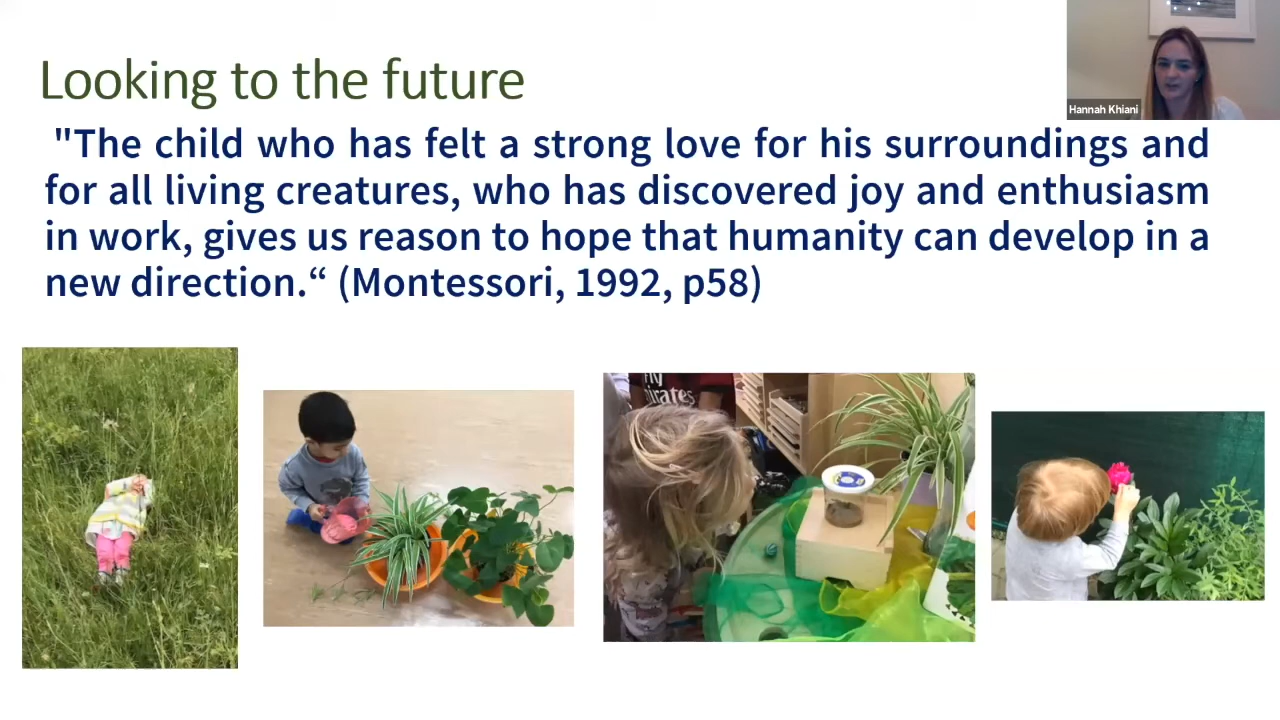 Looking to the future
Hannah Khiani
"The child who has felt a strong love for his surroundings and
for all living creatures, who has discovered joy and enthusiasm
in work, gives us reason to hope that humanity can develop in a
new direction.“ (Montessori, 1992, p58)